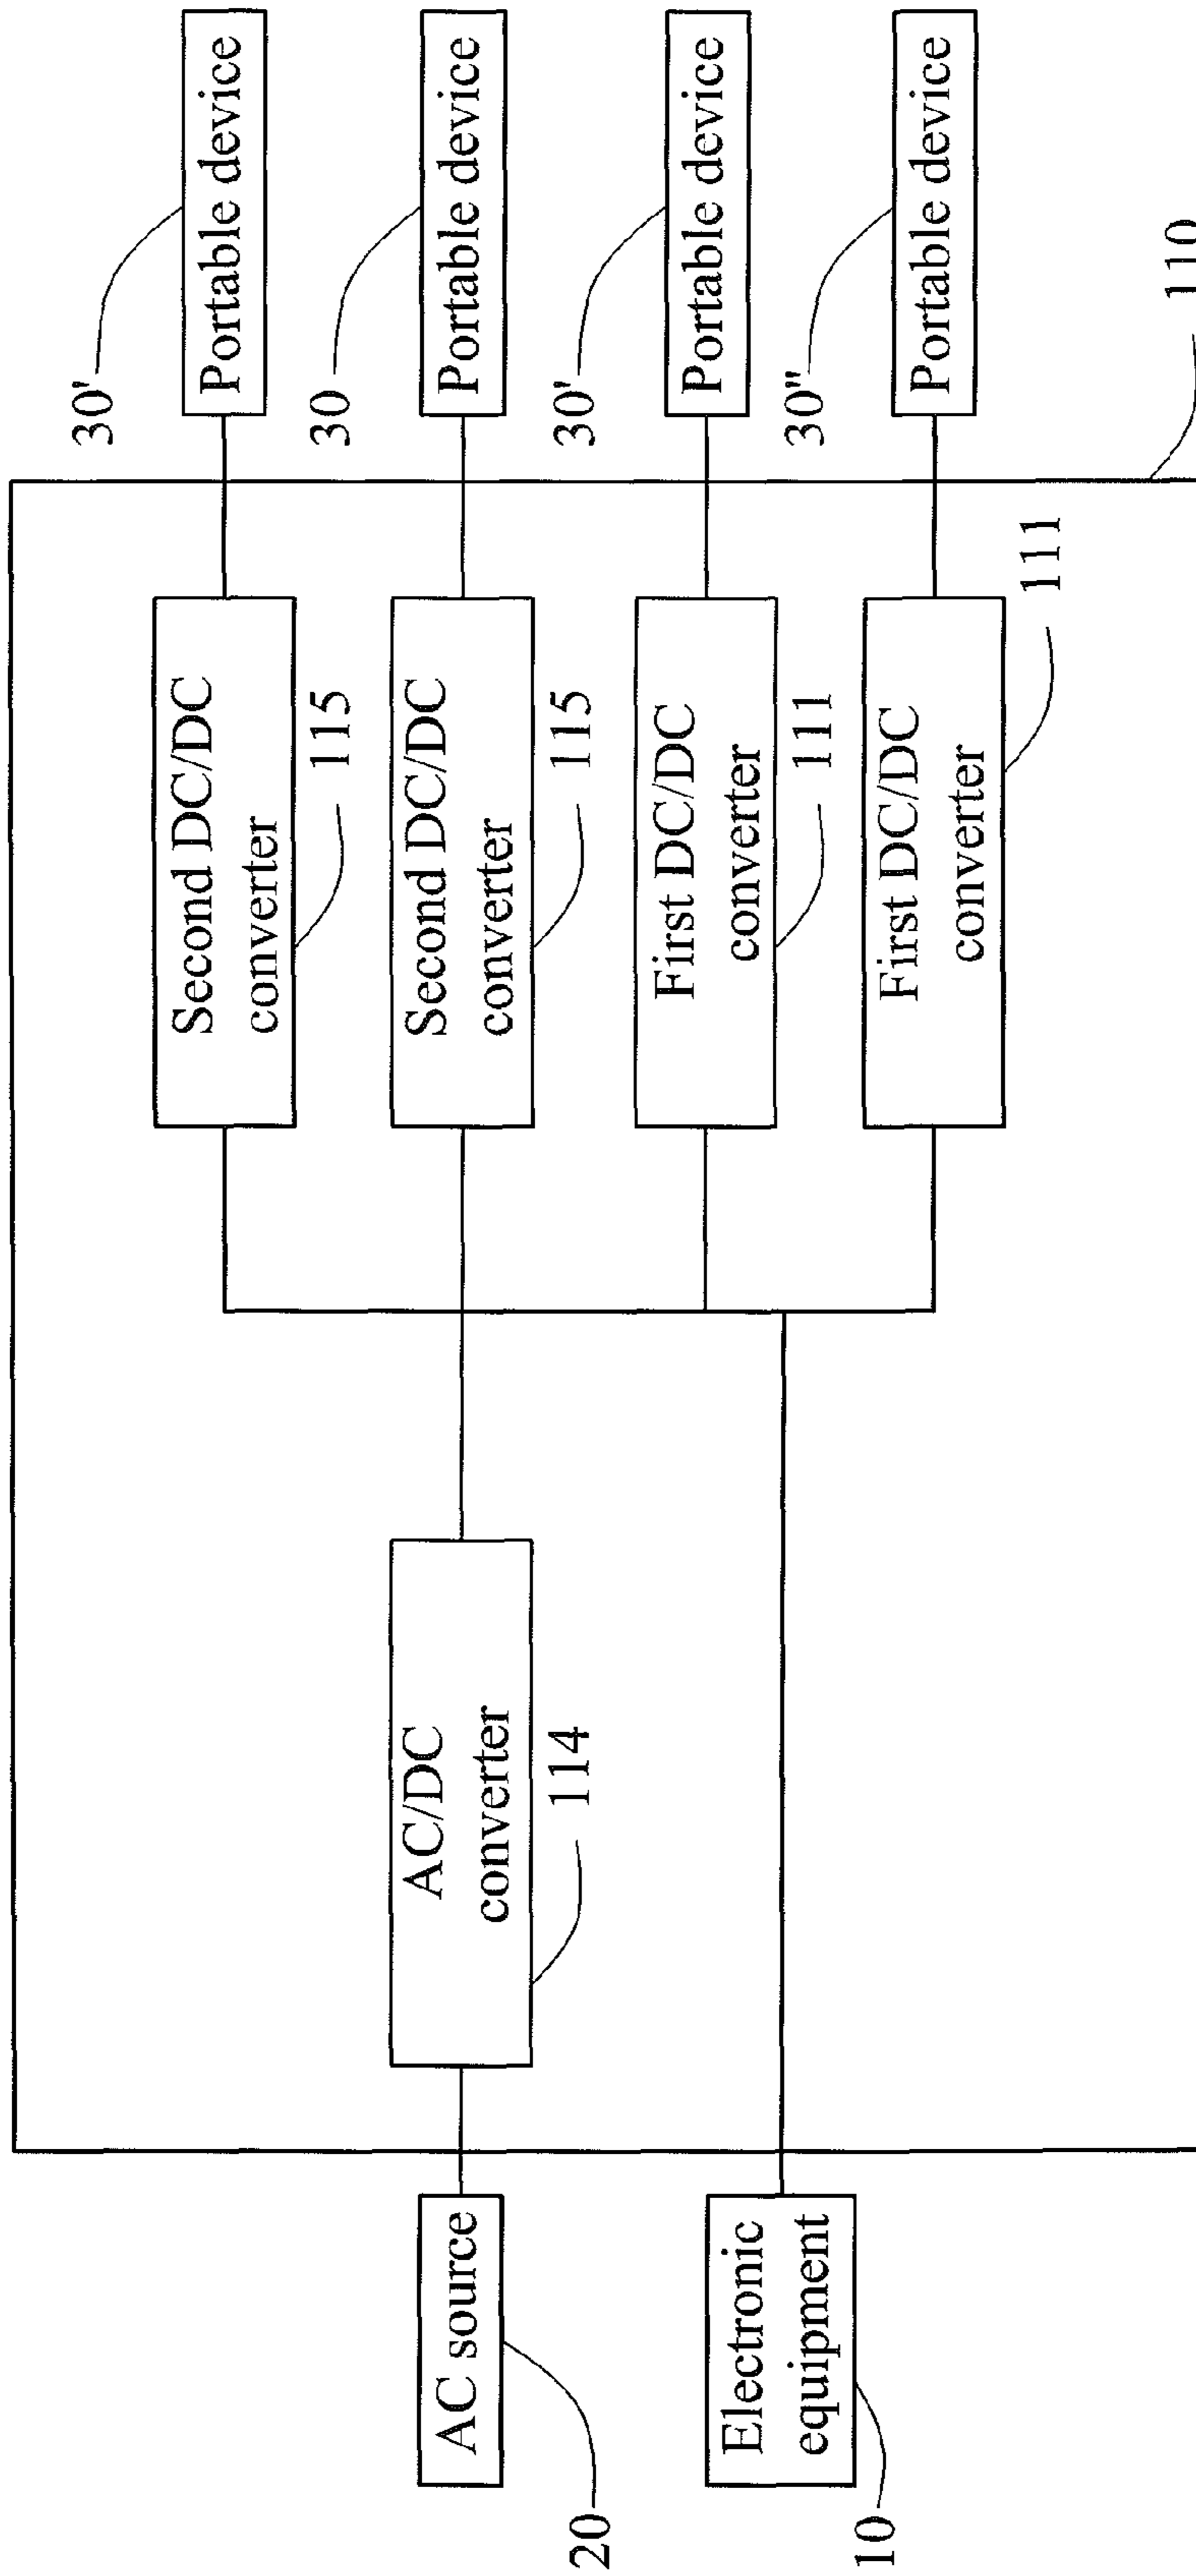 30'
Portable device
Second DC/DC
converter
115
30
Portable device
Second DC/DC
converter
115
AC/DC
converter
114
AC source
20
30'
Portable device
First DC/DC
converter
111
30"
Portable device
First DC/DC
converter
111
Electronic
equipment
10
110